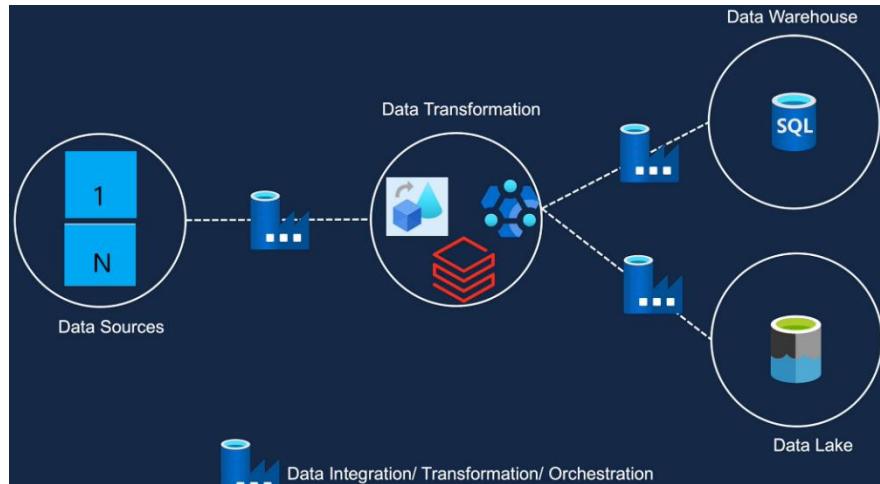 Data Warehouse
Data Transformation
SQL
1
N
Data Sources
Data Lake
Data Integration/ Transformation/ Orchestration